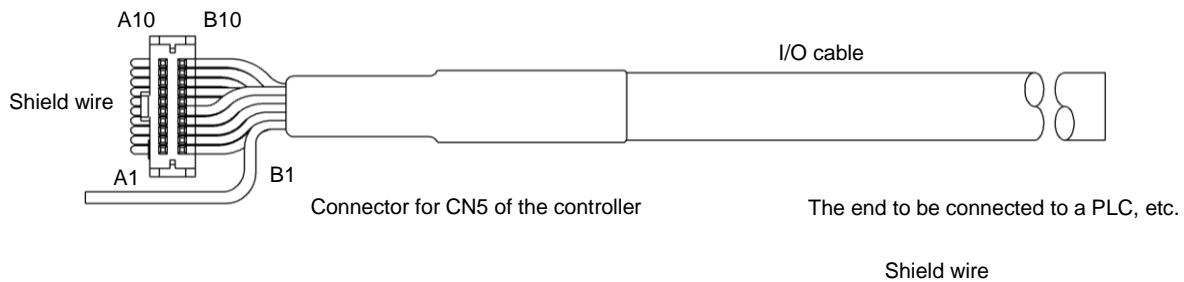 A10 B10
I/O cable
Shield wire
A1 B1
Connector for CN5 of the controller The end to be connected to a PLC, etc.
Shield wire